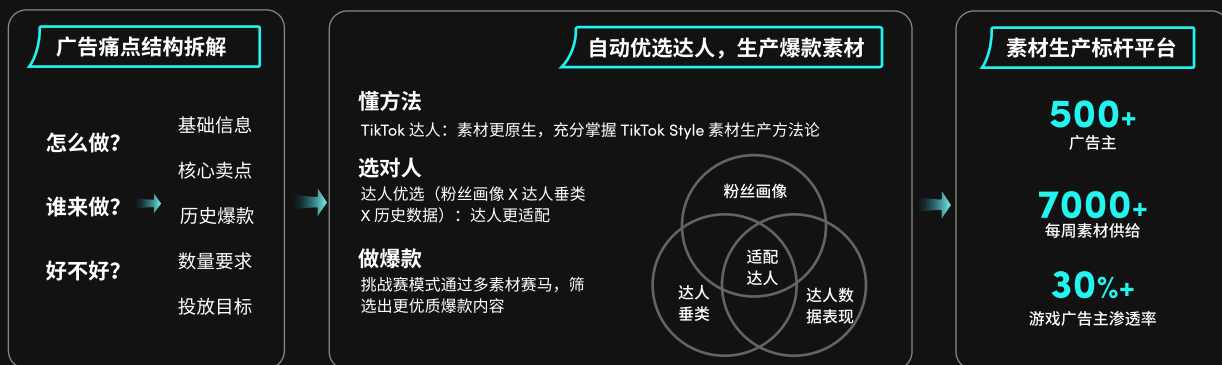 广告痛点结构拆解
怎么做？
谁来做？
好不好？
基础信息
核心卖点
历史爆款
数量要求
投放目标
自动优选达人，生产爆款素材
懂方法
TikTok 达人：素材更原生，充分掌握 TikTok Style 素材生产方法论
选对人
达人优选（粉丝画像 X 达人垂类
X 历史数据）：达人更适配
做爆款
挑战赛模式通过多素材赛马，筛
选出更优质爆款内容
粉丝画像
适配
达人
达人
垂类
达人数
据表现
素材生产标杆平台
500+
广告主
7000+
每周素材供给
30%+
游戏广告主渗透率